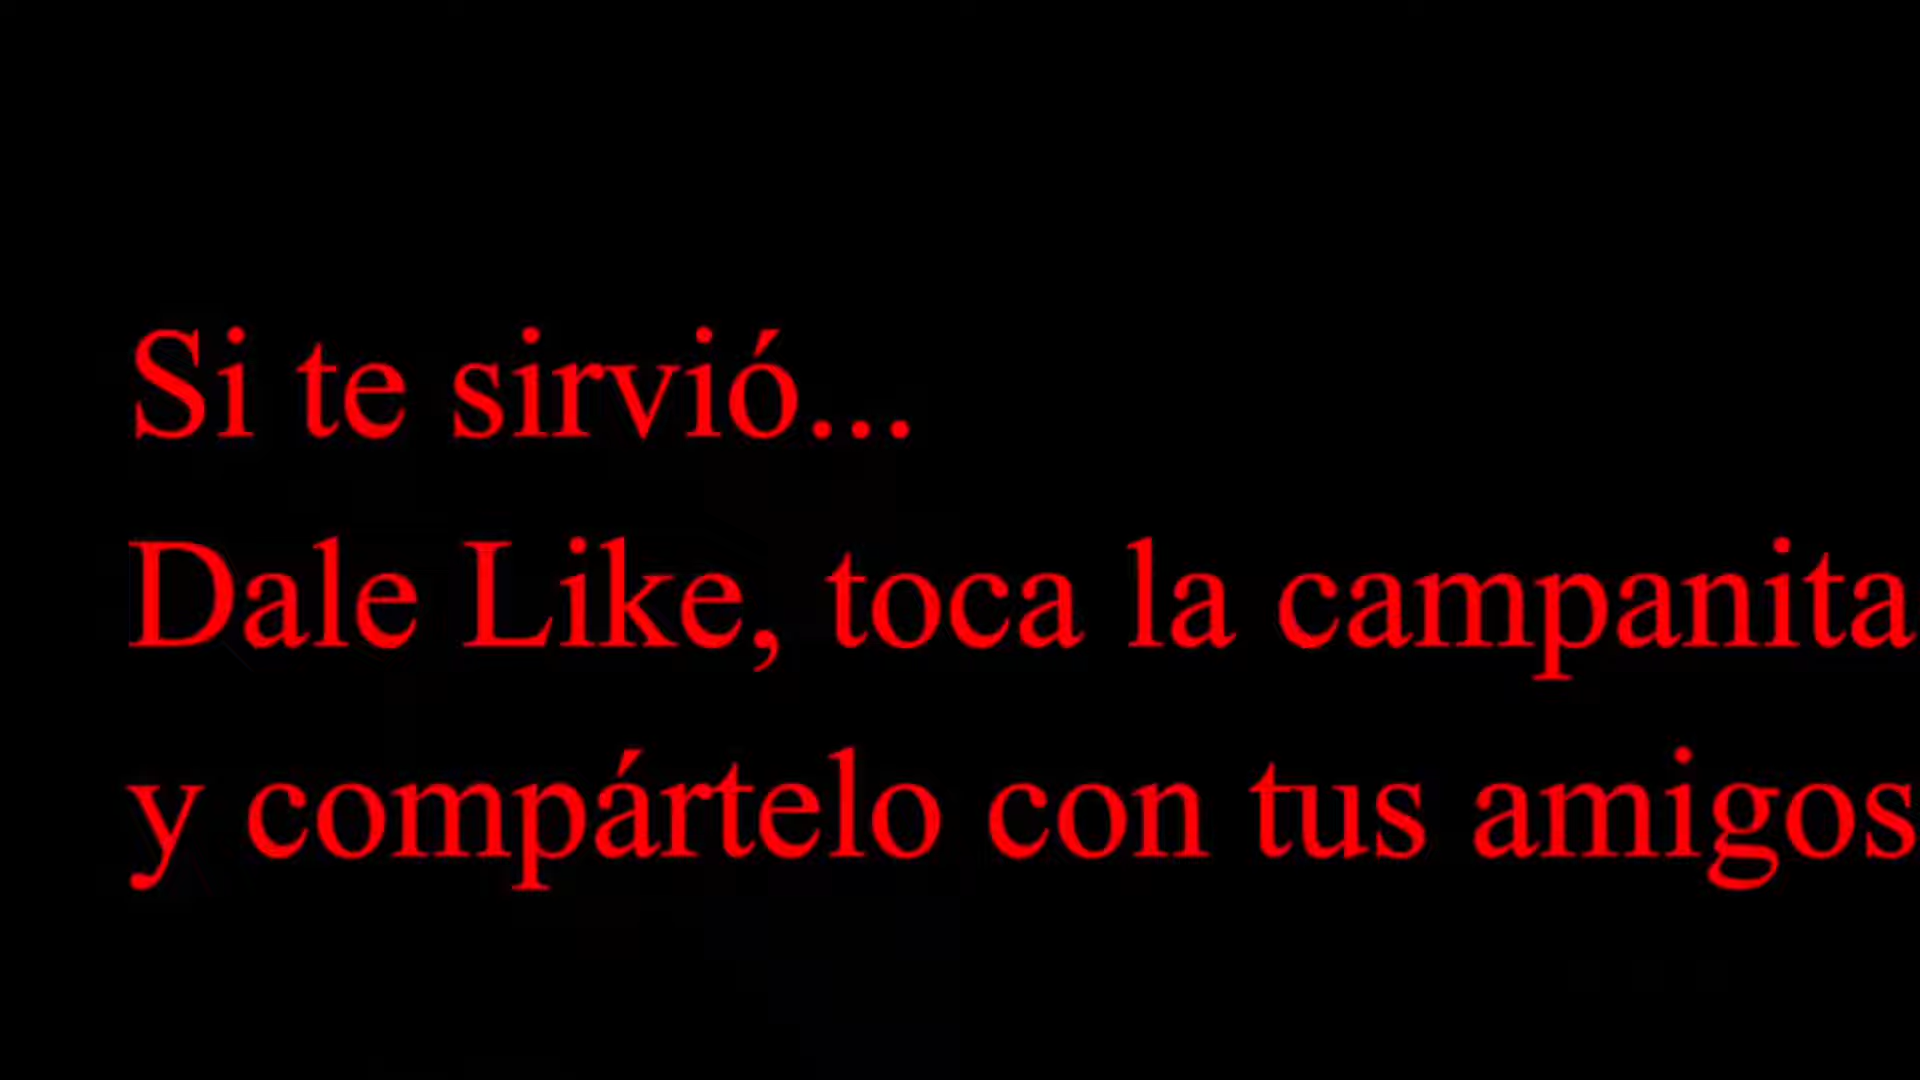 Si te sirvió...
Dale Like, toca la campanita
y compártelo con tus amigos